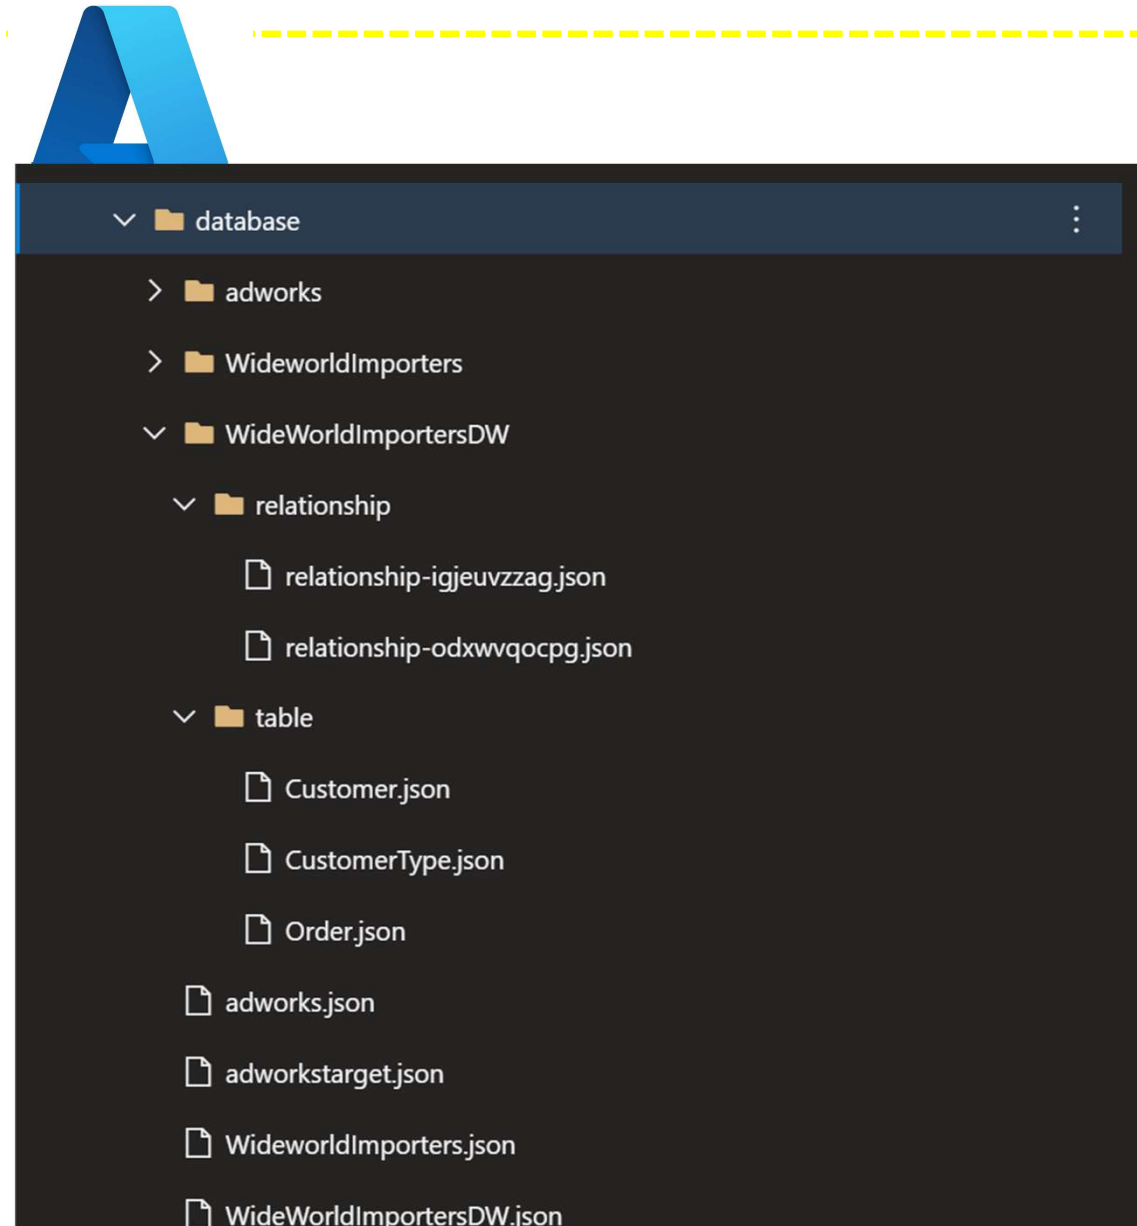 database
adworks
WideworldImporters
WideWorldImportersDW
relationship
relationship-igjeuvzzag.json
relationship-odxwvqocpg.json
table
Customer.json
CustomerType.json
Order.json
adworks.json
adworkstarget.json
WideworldImporters.json
WideWorldImportersDW.json